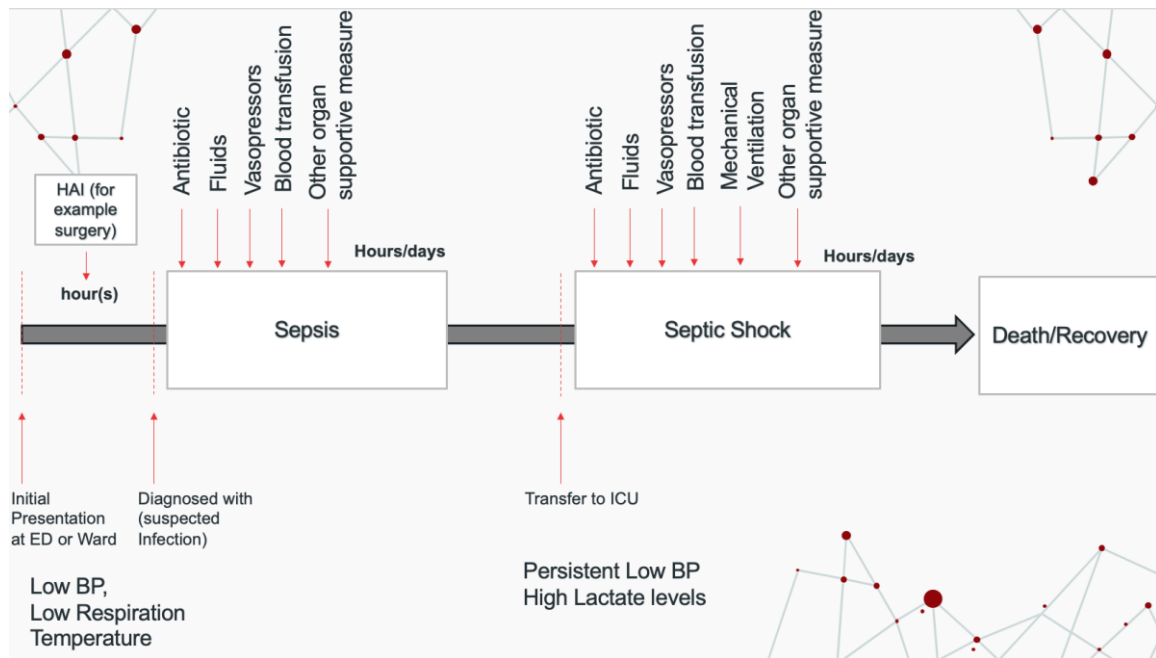 Antibiotic
Fluids
Vasopressors
Blood transfusion
Other organ
supportive measure
Antibiotic
Fluids
Vasopressors
Blood transfusion
Mechanical
Ventilation
Other organ
supportive measure
HAI (for
example
surgery)
hour(s)
Hours/days
Hours/days
Sepsis
Septic Shock
Death/Recovery
Initial
Presentation
at ED or Ward
Diagnosed with
(suspected
Infection)
Transfer to ICU
Low BP,
Low Respiration
Temperature
Persistent Low BP
High Lactate levels